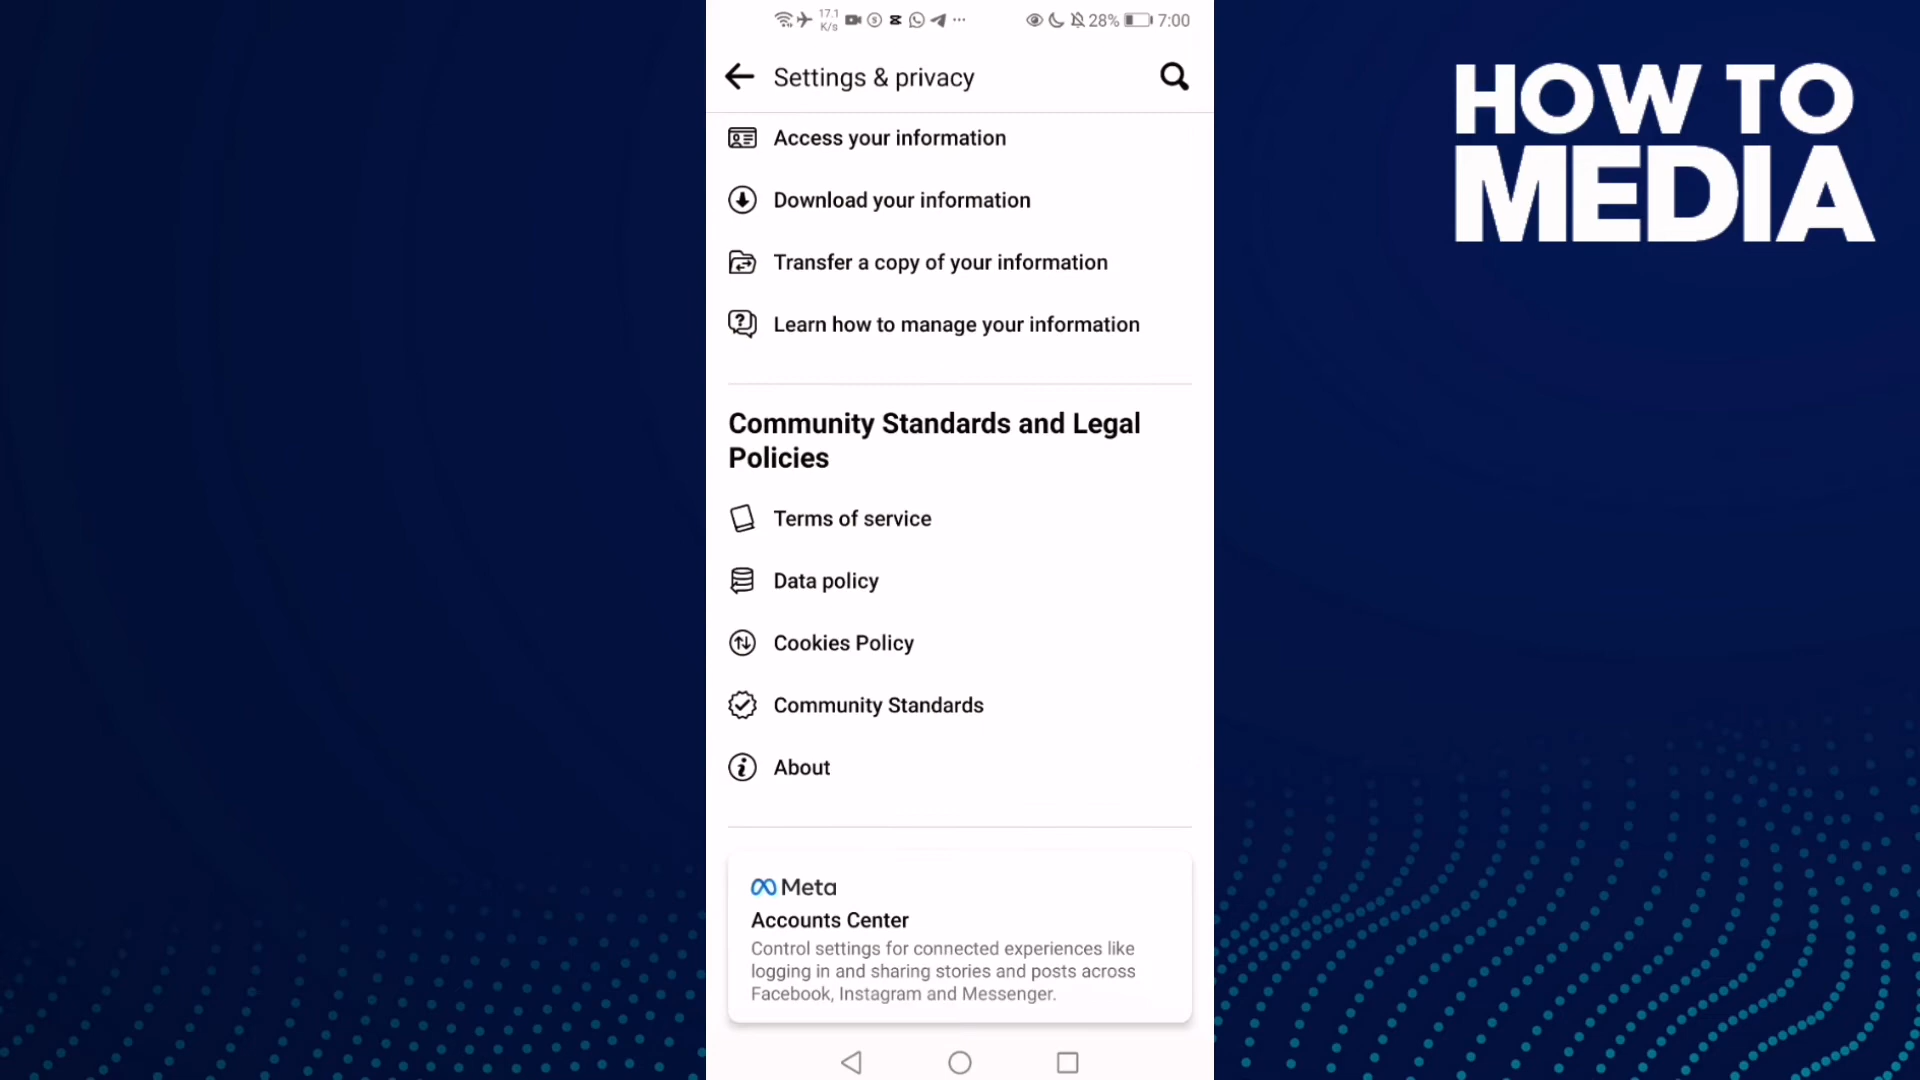 17.1
K/s
28%
7:00
Settings & privacy
HOW TO
MEDIA
Access your information
Download your information
Transfer a copy of your information
Learn how to manage your information
Community Standards and Legal
Policies
Terms of service
Data policy
Cookies Policy
Community Standards
About
Meta
Accounts Center
Control settings for connected experiences like
logging in and sharing stories and posts across
Facebook, Instagram and Messenger.